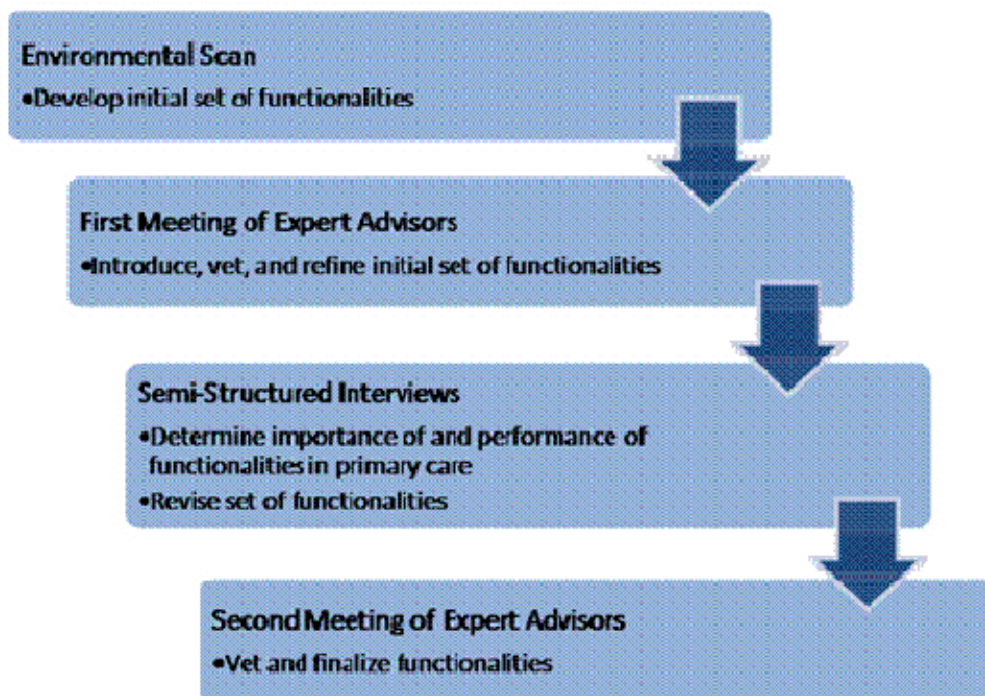 Environmental Scan
•Develop initial set of functionalities
First Meeting of Expert Advisors
•Introduce, vet, and refine initial set of functionalities
Semi-Structured Interviews
•Determine importance of and performance of
functionalities in primary care
•Revise set of functionalities
Second Meeting of Expert Advisors
•Vet and finalize functionalities